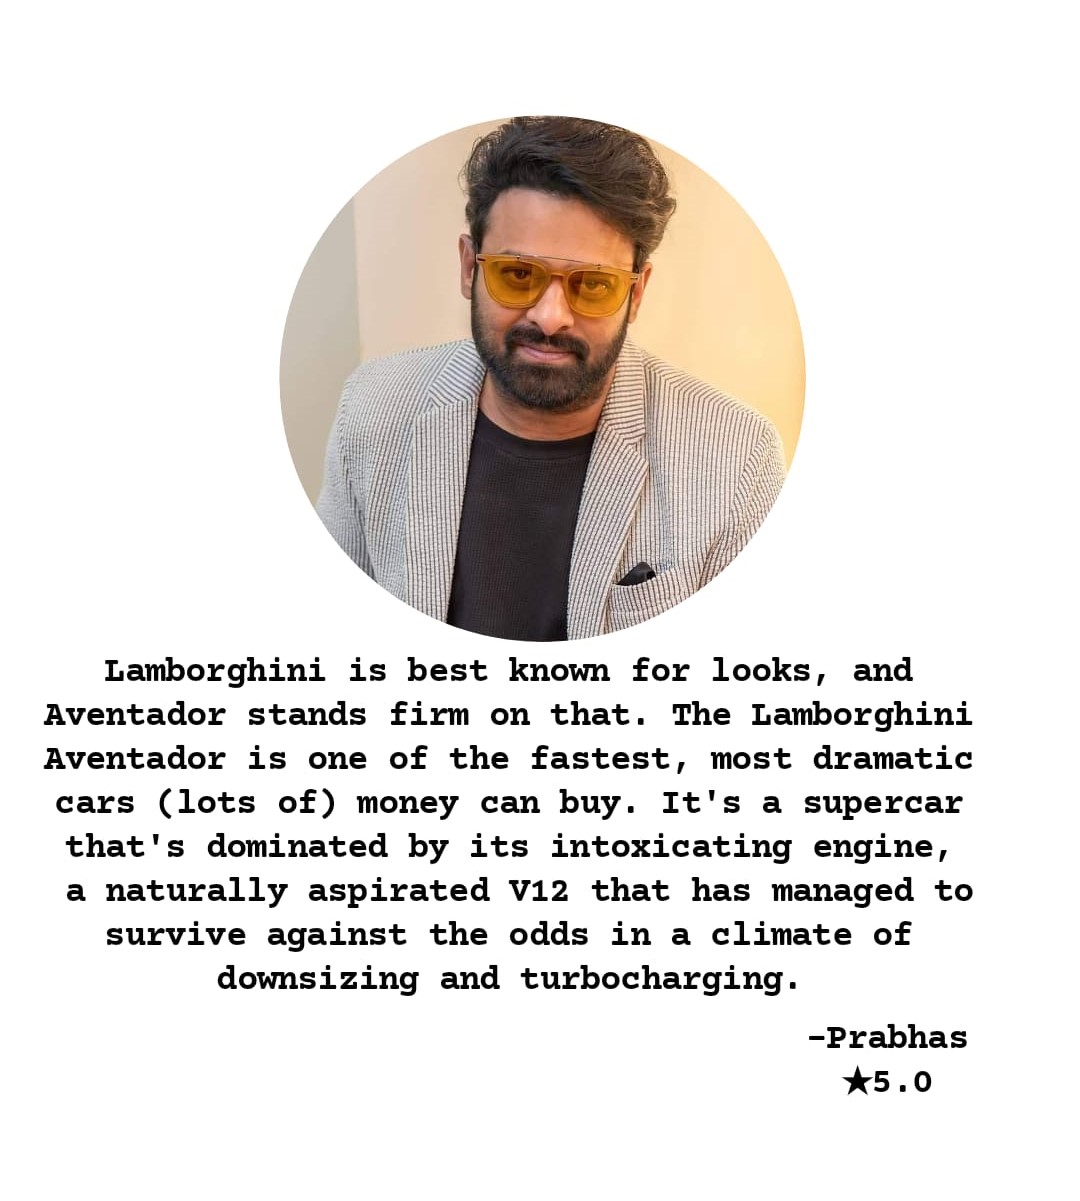 Lamborghini is best known for looks, and
Aventador stands firm on that. The Lamborghini
Aventador is one of the fastest, most dramatic
cars (lots of) money can buy. It's a supercar
that's dominated by its intoxicating engine,
a naturally aspirated V12 that has managed to
survive against the odds in a climate of
downsizing and turbocharging.
-Prabhas
★5.0